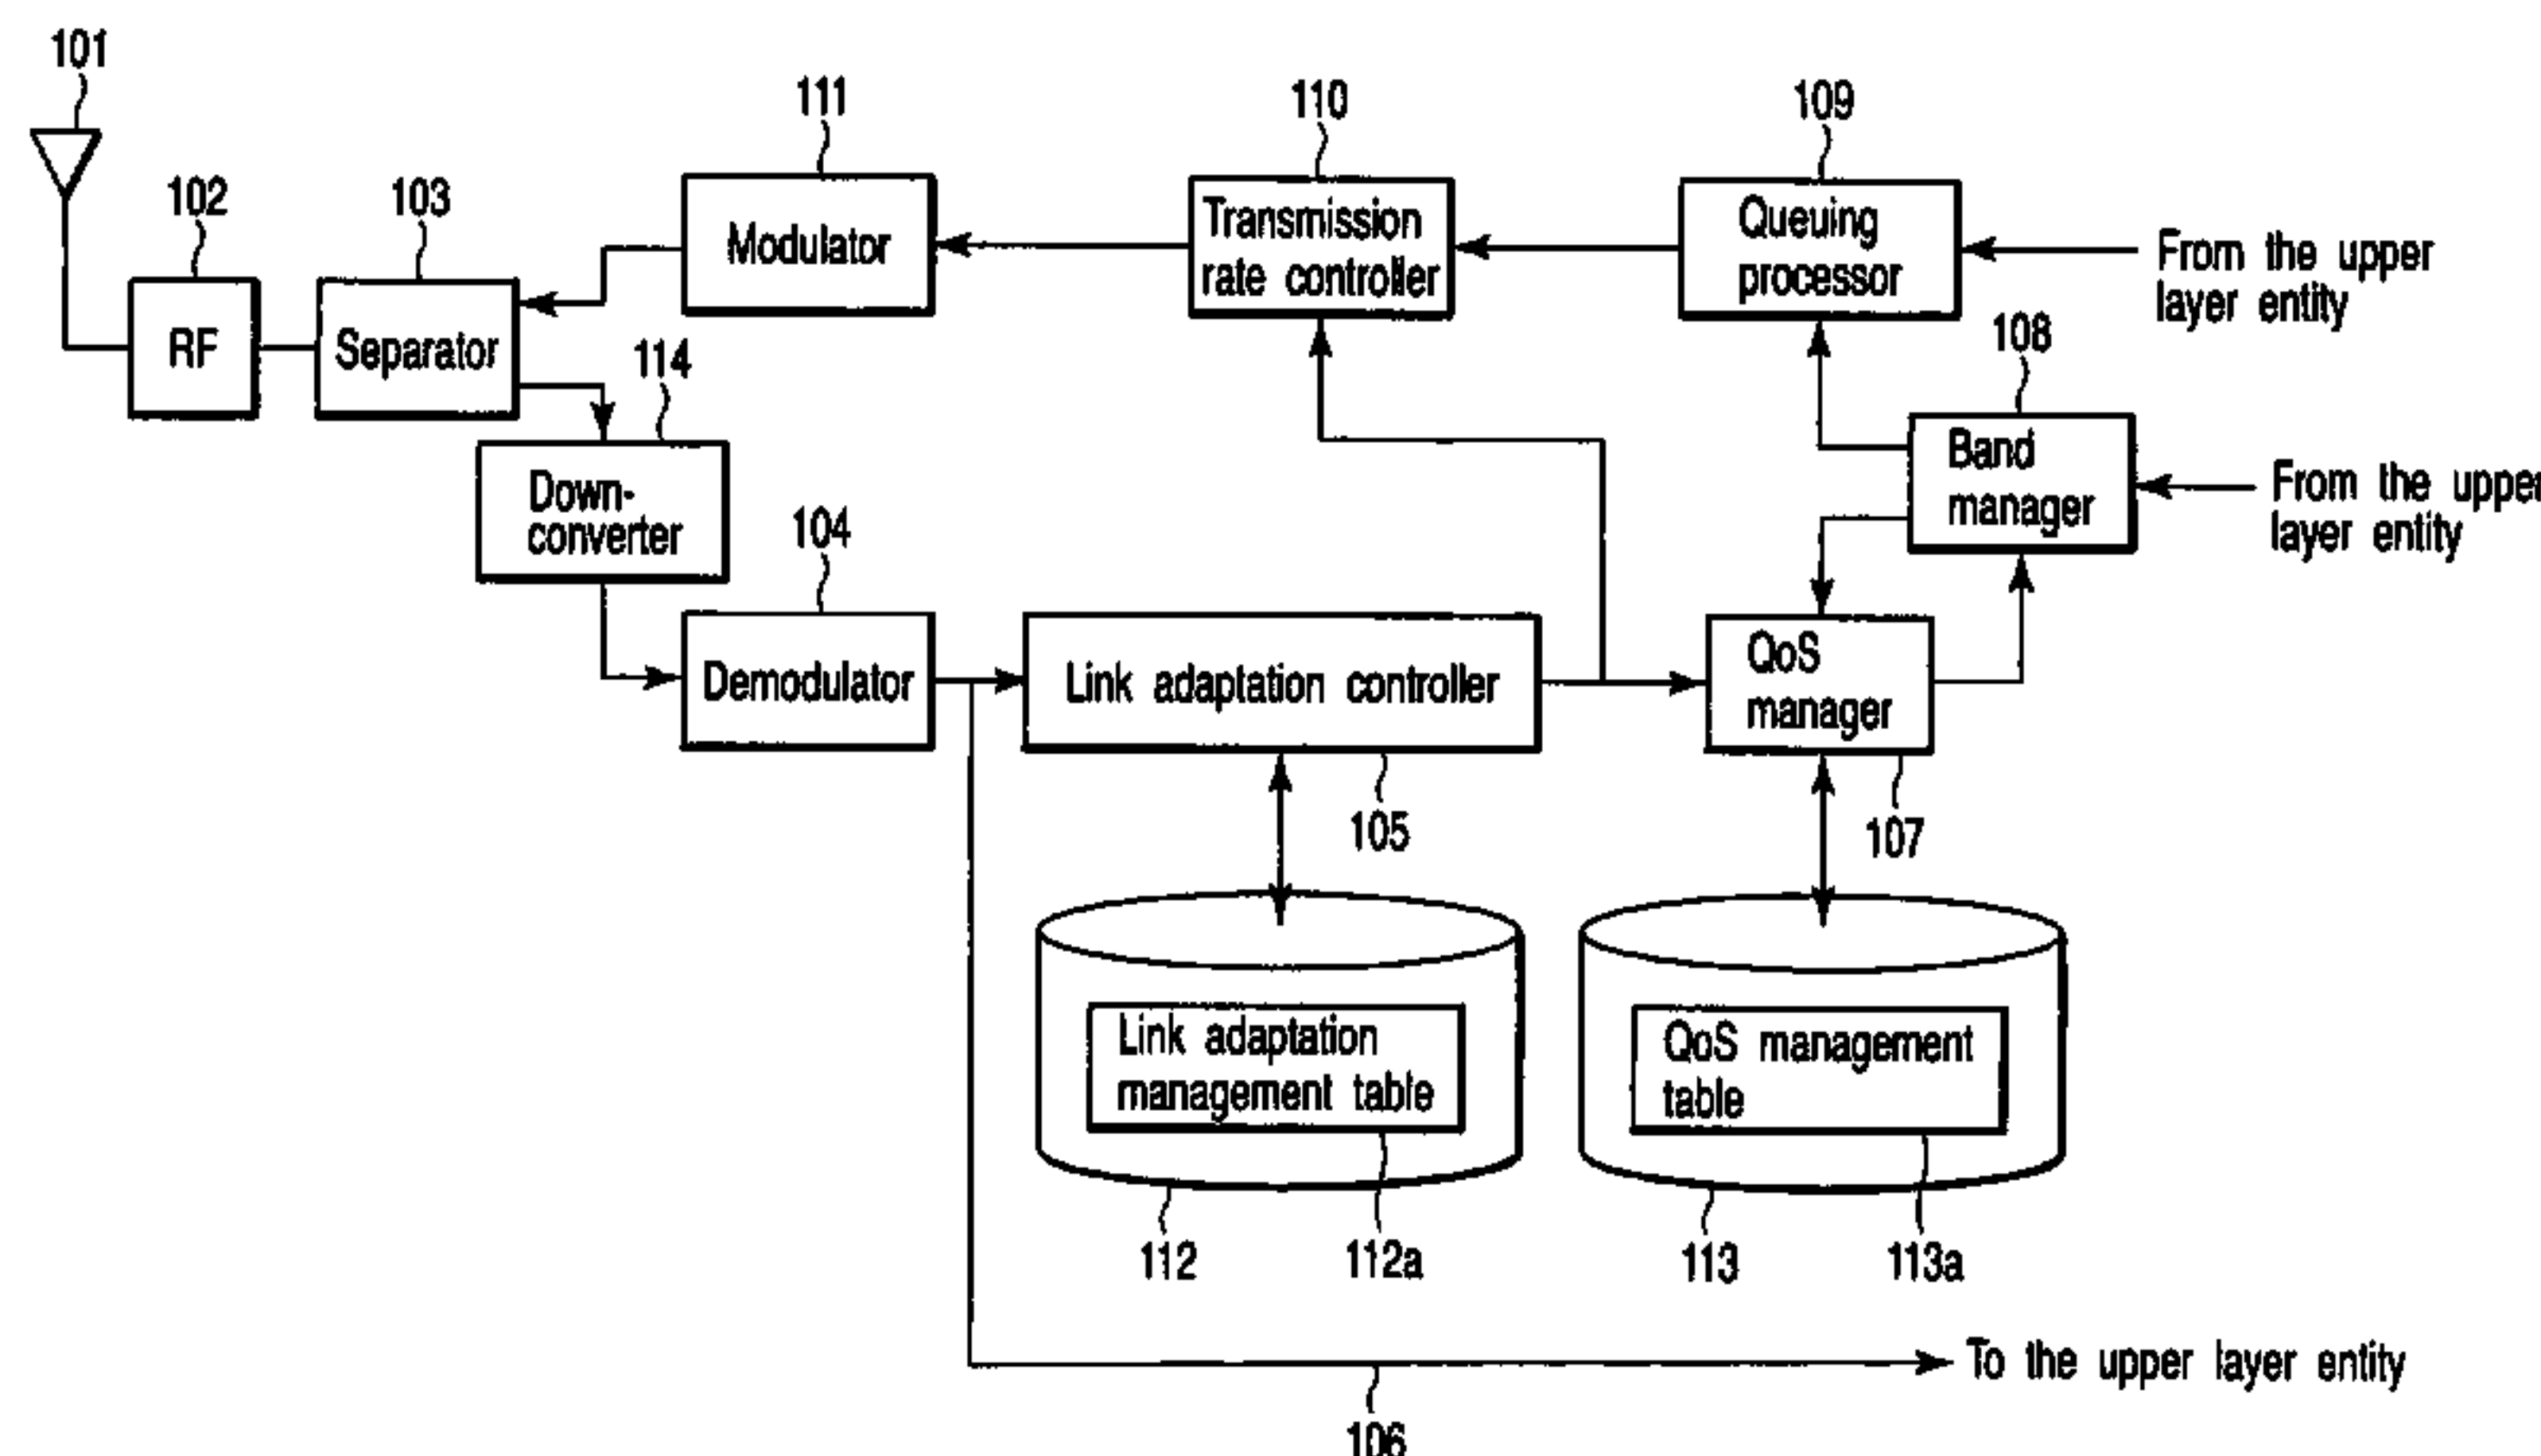 101
111
110
109
102
103
Modulator
Transmission
rate controller
Queuing
processor
From the upper
layer entity
RF
Separator
114
108
Down-
converter
Band
manager
From the upper
layer entity
104
Demodulator
Link adaptation controller
QoS
manager
105
107
Link adaptation
management table
QoS management
table
112
112a
113
113a
To the upper layer entity
106